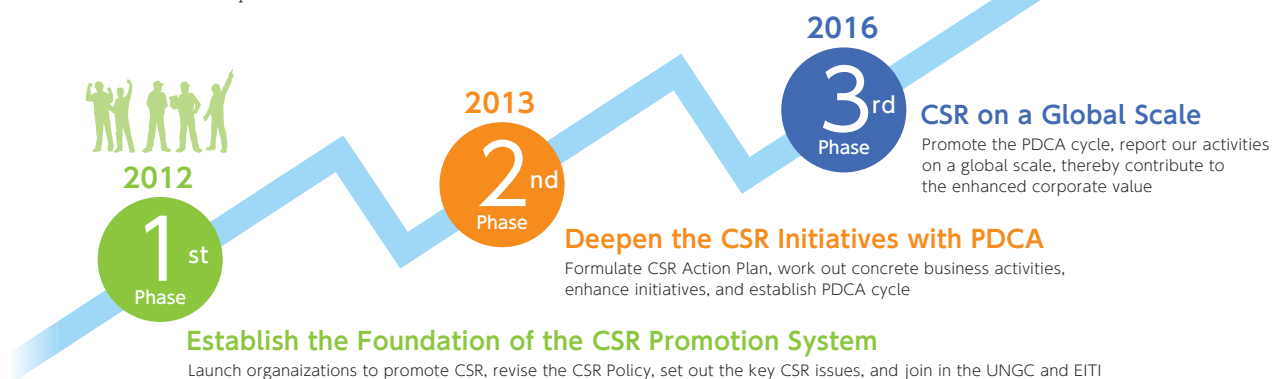 2012
1st
Phase
Establish the Foundation of the CSR Promotion System
Launch organaizations to promote CSR, revise the CSR Policy, set out the key CSR issues, and join in the UNGC and EITI
2013
2nd
Phase
Deepen the CSR Initiatives with PDCA
Formulate CSR Action Plan, work out concrete business activities,
enhance initiatives, and establish PDCA cycle
2016
3rd
Phase
CSR on a Global Scale
Promote the PDCA cycle, report our activities
on a global scale, thereby contribute to
the enhanced corporate value